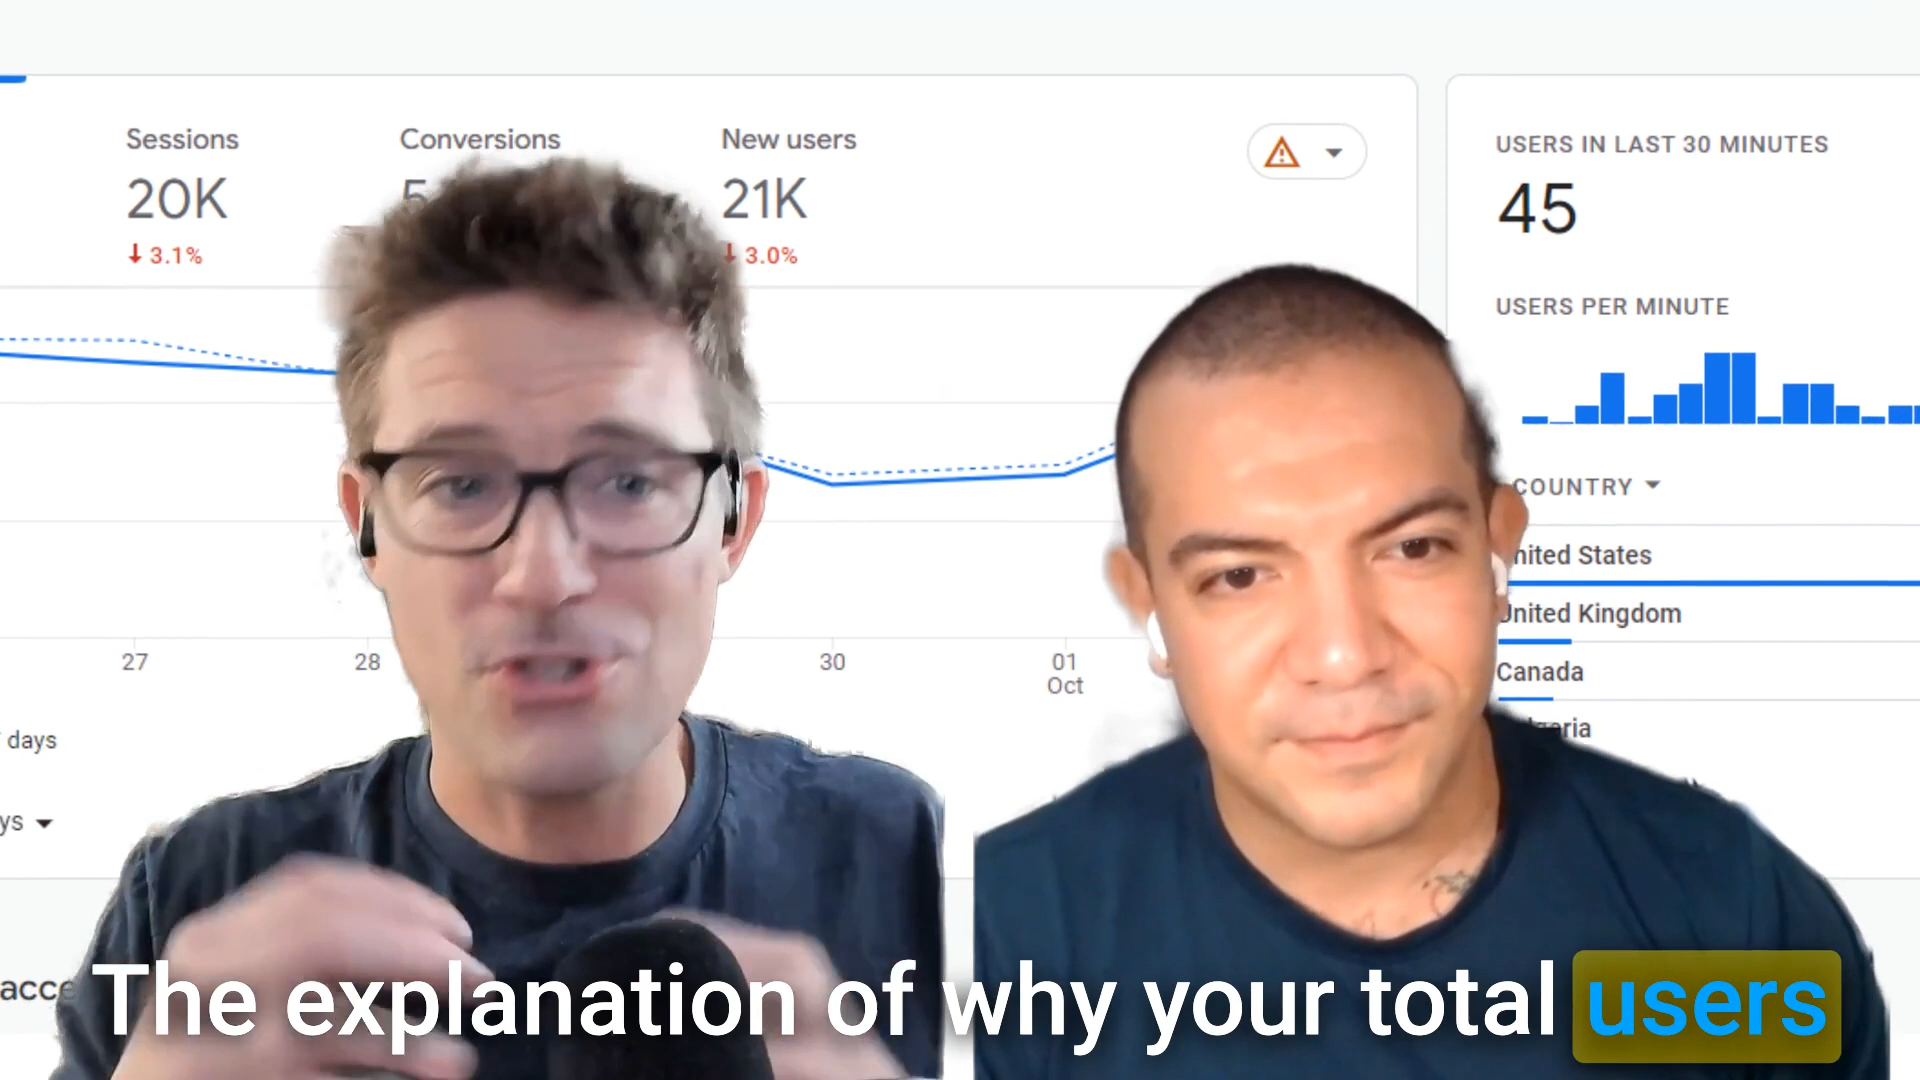 Sessions
Conversions
New users
20K
5
21K
3.1%
3.0%
USERS IN LAST 30 MINUTES
45
USERS PER MINUTE
COUNTRY
nited States
United Kingdom
Canada
27
28
30
01
Oct
days
The explanation of why your total users